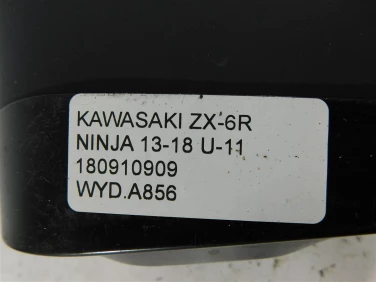 KAWASAKI ZX-6R
NINJA 13-18 U-11
180910909
WYD.A856